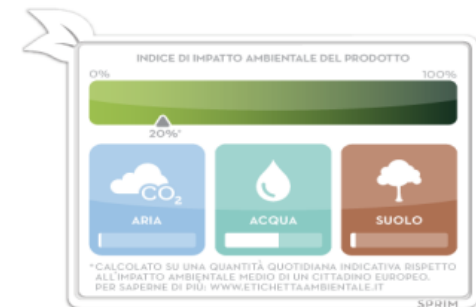 INDICE DI IMPATTO AMBIENTALE DEL PRODOTTO
0% 100%
20%*
CO₂
ARIA ACQUA SUOLO
*CALCOLATO SU UNA QUANTITÀ QUOTIDIANA INDICATIVA RISPETTO
ALL'IMPATTO AMBIENTALE MEDIO DI UN CITTADINO EUROPEO.
PER SAPERNE DI PIÙ: WWW.ETICHETTAAMBIENTALE.IT
SPRIM